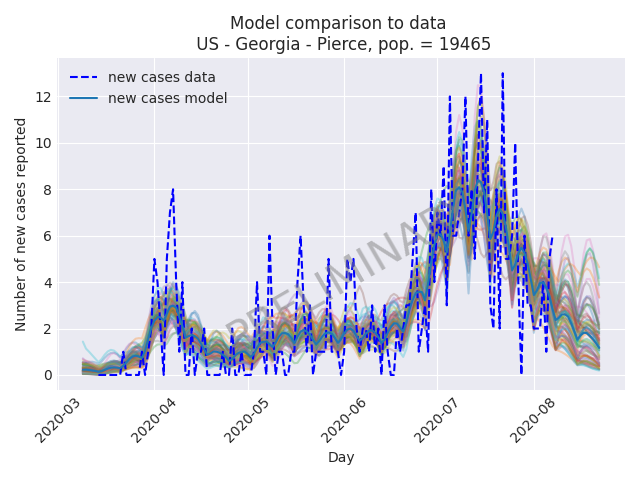 Model comparison to data
US - Georgia - Pierce, pop. = 19465
new cases data
new cases model
Number of new cases reported
12
10
8
6
4
2
0
PRELIMINARY
2020-03
2020-04
2020-05
2020-06
2020-07
2020-08
Day